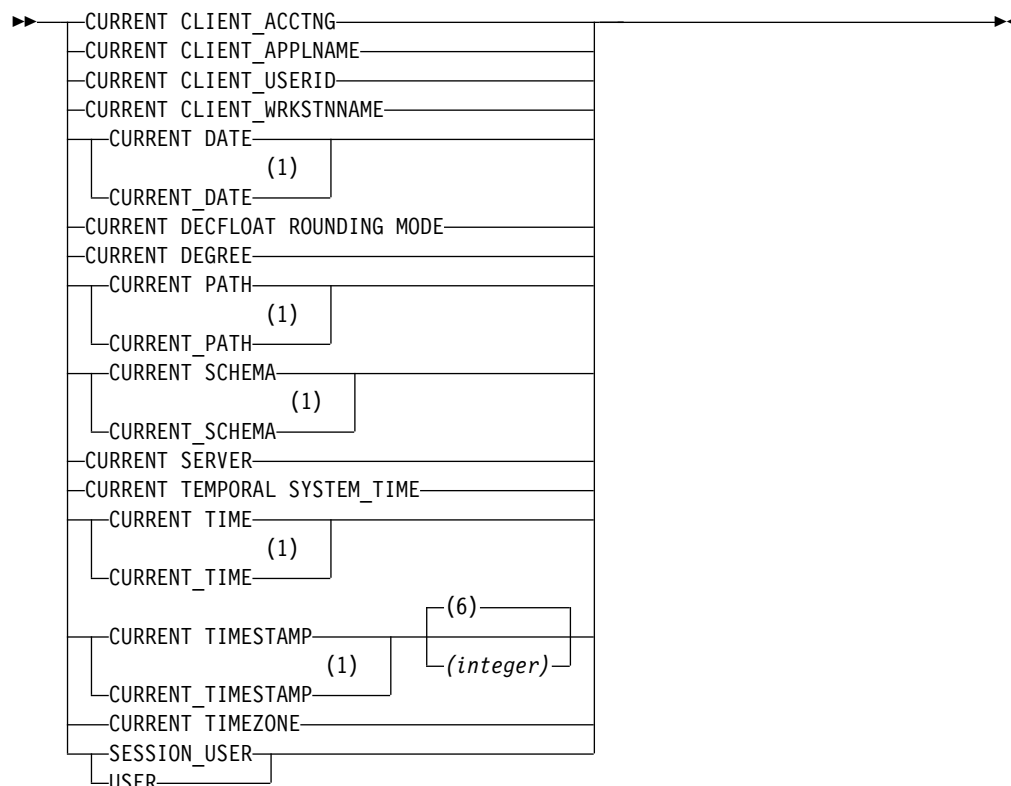 CURRENT CLIENT_ACCTNG
CURRENT CLIENT_APPLNAME
CURRENT CLIENT_USERID
CURRENT CLIENT_WRKSTNNAME
CURRENT DATE
(1)
CURRENT_DATE
CURRENT DECFLOAT ROUNDING MODE
CURRENT DEGREE
CURRENT PATH
(1)
CURRENT_PATH
CURRENT SCHEMA
(1)
CURRENT_SCHEMA
CURRENT SERVER
CURRENT TEMPORAL SYSTEM_TIME
CURRENT TIME
(1)
CURRENT_TIME
(6)
CURRENT TIMESTAMP
(1) (integer)
CURRENT_TIMESTAMP
CURRENT TIMEZONE
SESSION_USER
USER